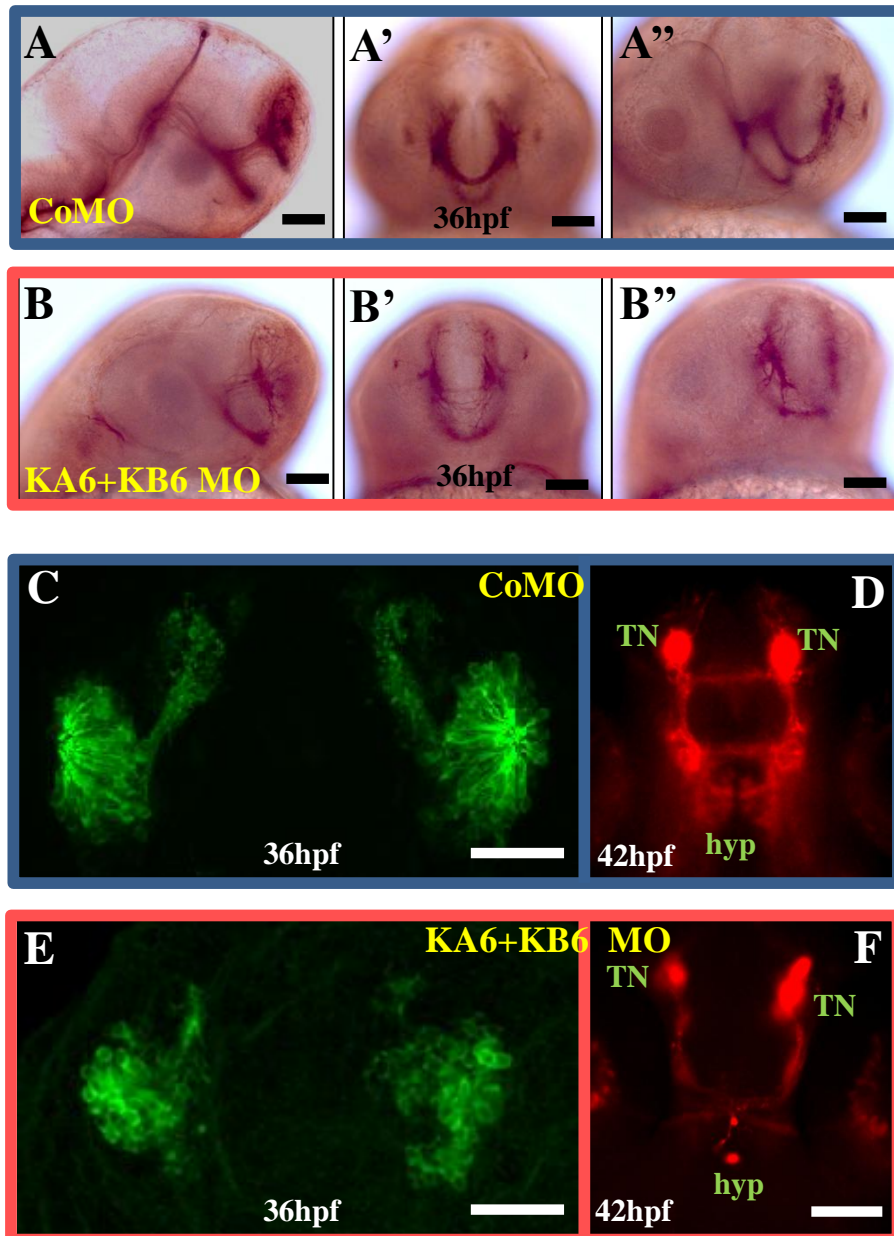 A
A’
A’’
CoMO
36hpf
B
B’
B’’
KA6+KB6 MO
36hpf
C
CoMO
D
TN
TN
36hpf
42hpf
hyp
E
KA6+KB6 MO
F
TN
TN
36hpf
42hpf
hyp